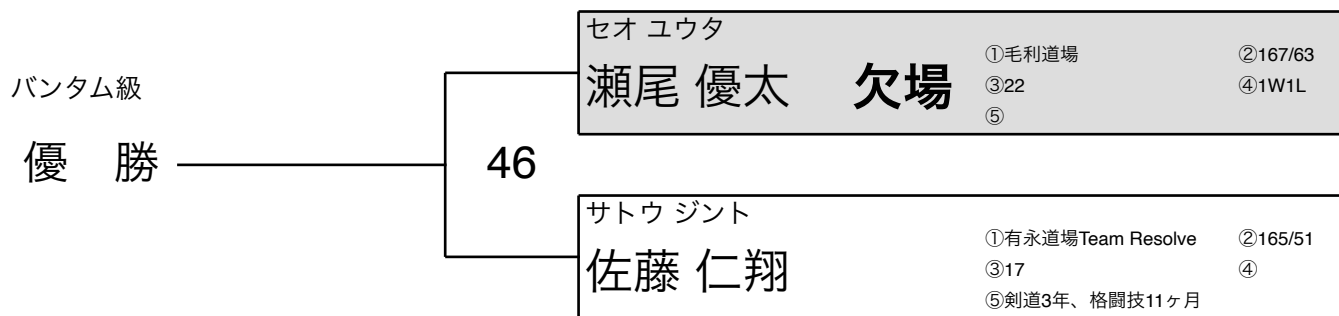 バンタム級
優 勝
46
セオ ユウタ
瀬尾 優太 欠場
①毛利道場 ②167/63
③22 ④1W1L
⑤
サトウ ジント
佐藤 仁翔
①有永道場Team Resolve ②165/51
③17 ④
⑤剣道3年、格闘技11ヶ月